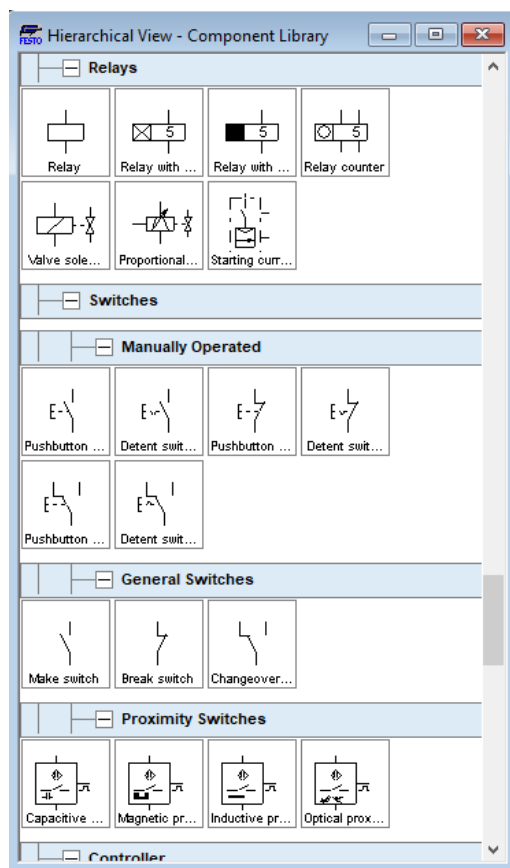 FESTO Hierarchical View - Component Library
Relays
5 5 5
Relay Relay with ... Relay with ... Relay counter
Valve sole... Proportional... Starting curr...
Switches
Manually Operated
Pushbutton ... Detent swit... Pushbutton ... Detent swit...
Pushbutton ... Detent swit...
General Switches
Make switch Break switch Changeover...
Proximity Switches
Capacitive ... Magnetic pr... Inductive pr... Optical prox...
Controller